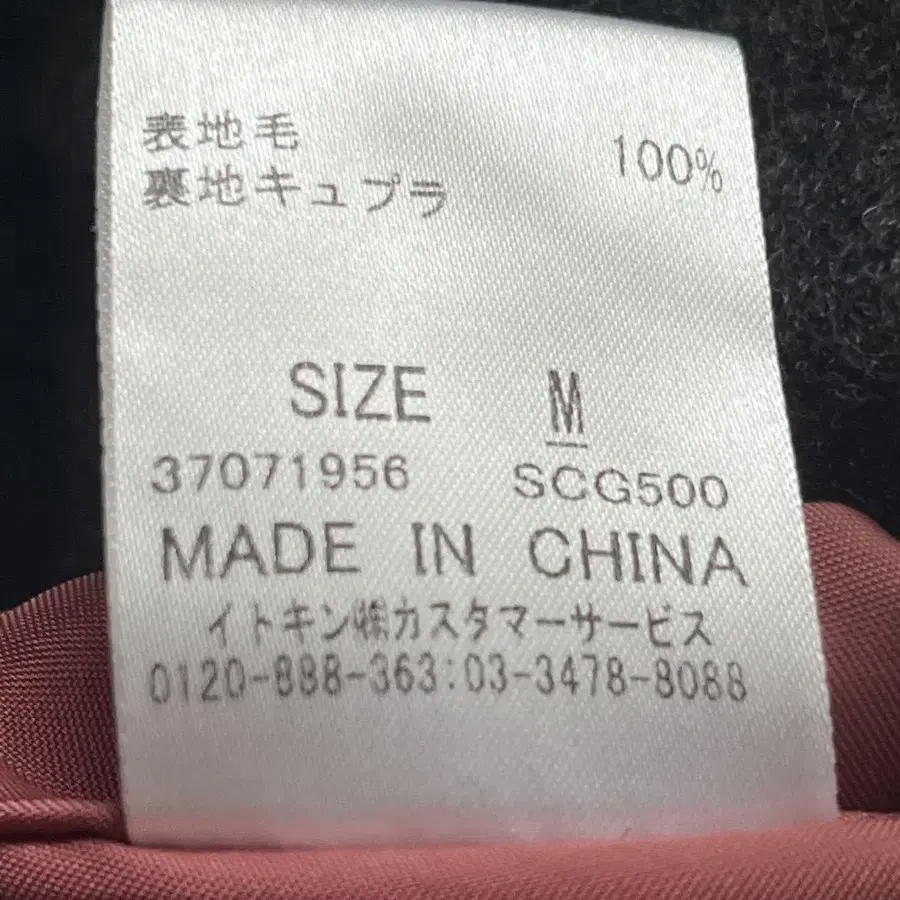 表地毛 100%
裏地キュプラ
SIZE M
37071956 SCG500
MADE IN CHINA
イトキン㈱カスタマーサービス
0120-888-363:03-3478-8088